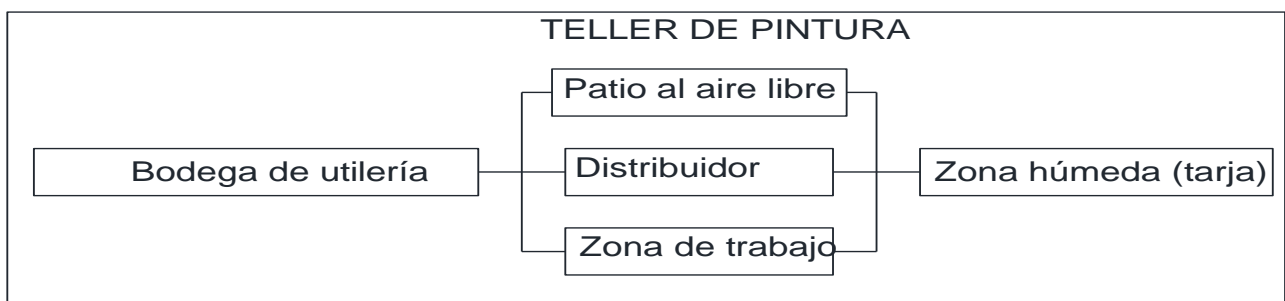 TELLER DE PINTURA
Patio al aire libre
Bodega de utilería
Distribuidor
Zona húmeda (tarja)
Zona de trabajo